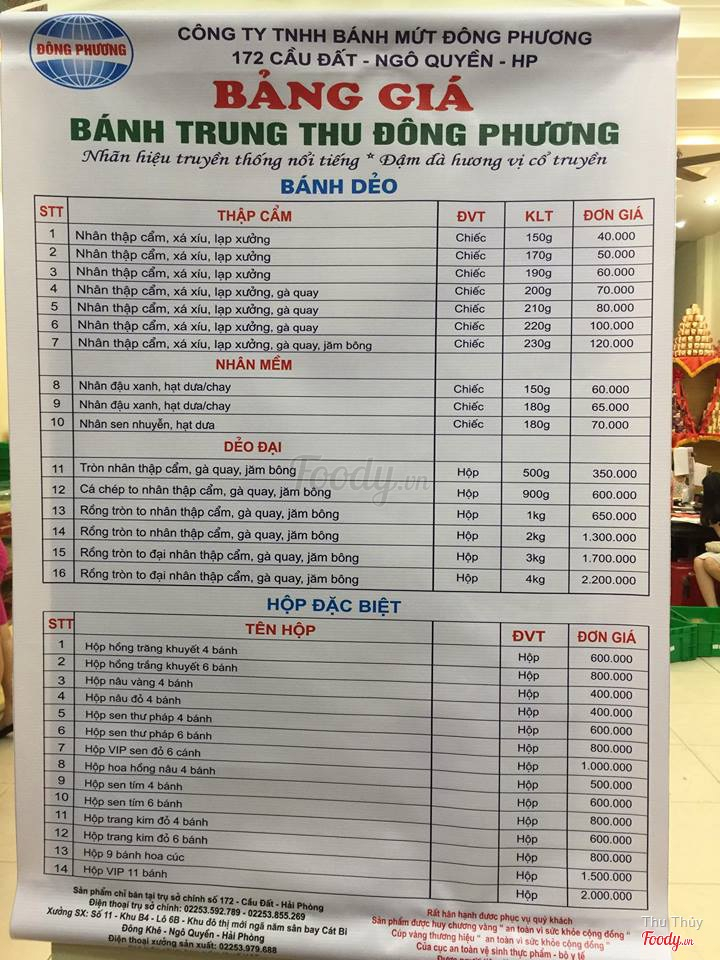 ĐÔNG PHƯƠNG
CÔNG TY TNHH BÁNH MỨT ĐÔNG PHƯƠNG
172 CẦU ĐẤT - NGÔ QUYỀN - HP
BẢNG GIÁ
BÁNH TRUNG THU ĐÔNG PHƯƠNG
Nhãn hiệu truyền thống nổi tiếng * Đậm đà hương vị cổ truyền
BÁNH DẺO
STT THẬP CẨM ĐVT KLT ĐƠN GIÁ
1 Nhân thập cẩm, xá xíu, lạp xưởng Chiếc 150g 40.000
2 Nhân thập cẩm, xá xíu, lạp xưởng Chiếc 170g 50.000
3 Nhân thập cẩm, xá xíu, lạp xưởng Chiếc 190g 60.000
4 Nhân thập cẩm, xá xíu, lạp xưởng, gà quay Chiếc 200g 70.000
5 Nhân thập cẩm, xá xíu, lạp xưởng, gà quay Chiếc 210g 80.000
6 Nhân thập cẩm, xá xíu, lạp xưởng, gà quay Chiếc 220g 100.000
7 Nhân thập cẩm, xá xíu, lạp xưởng, gà quay, jăm bông Chiếc 230g 120.000
NHÂN MỀM
8 Nhân đậu xanh, hạt dưa/chay Chiếc 150g 60.000
9 Nhân đậu xanh, hạt dưa/chay Chiếc 180g 65.000
10 Nhân sen nhuyễn, hạt dưa Chiếc 180g 70.000
DẺO ĐẠI
11 Tròn nhân thập cẩm, gà quay, jăm bông Hộp 500g 350.000
12 Cá chép to nhân thập cẩm, gà quay, jăm bông Hộp 900g 600.000
13 Rồng tròn to nhân thập cẩm, gà quay, jăm bông Hộp 1kg 650.000
14 Rồng tròn to nhân thập cẩm, gà quay, jăm bông Hộp 2kg 1.300.000
15 Rồng tròn to đại nhân thập cẩm, gà quay, jăm bông Hộp 3kg 1.700.000
16 Rồng tròn to đại nhân thập cẩm, gà quay, jăm bông Hộp 4kg 2.200.000
Foody.vn
HỘP ĐẶC BIỆT
STT TÊN HỘP ĐVT ĐƠN GIÁ
1 Hộp hồng trăng khuyết 4 bánh Hộp 600.000
2 Hộp hồng trắng khuyết 6 bánh Hộp 800.000
3 Hộp nâu vàng 4 bánh Hộp 400.000
4 Hộp nâu đỏ 4 bánh Hộp 400.000
5 Hộp sen thư pháp 4 bánh Hộp 600.000
6 Hộp sen thư pháp 6 bánh Hộp 800.000
7 Hộp VIP sen đỏ 6 cánh Hộp 1.000.000
8 Hộp hoa hồng nâu 4 bánh Hộp 500.000
9 Hộp sen tím 4 bánh Hộp 600.000
10 Hộp sen tím 6 bánh Hộp 800.000
11 Hộp trang kim đỏ 4 bánh Hộp 600.000
12 Hộp trang kim đỏ 6 bánh Hộp 800.000
13 Hộp 9 bánh hoa cúc Hộp 1.500.000
14 Hộp VIP 11 bánh Hộp 2.000.000
Sản phẩm chỉ bán tại trụ sở chính số 172 - Cầu Đất - Hải Phòng
Điện thoại trụ sở chính: 02253.592.789 - 02253.855.269
Xưởng SX: Số 11 - Khu B4 - Lô 6B - Khu đô thị mới ngã năm sân bay Cát Bi
Đông Khê - Ngô Quyền - Hải Phòng
Điện thoại xưởng sản xuất: 02253.979.688
Rất hân hạnh được phục vụ quý khách
Sản phẩm được huy chương vàng " an toàn vì sức khỏe cộng đồng "
Cúp vàng thương hiệu " an toàn vì sức khỏe cộng đồng "
Của cục an toàn vệ sinh thực phẩm - bộ y tế
Thu Thủy
Foody.vn